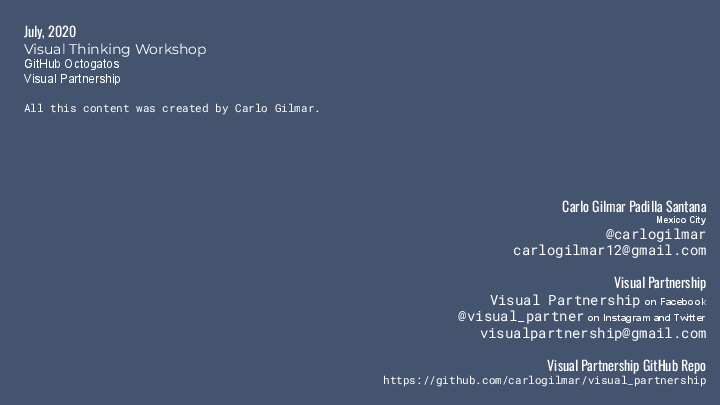 July, 2020
Visual Thinking Workshop
GitHub Octogatos
Visual Partnership
All this content was created by Carlo Gilmar.
Carlo Gilmar Padilla Santana
Mexico City
@carlogilmar
carlogilmar12@gmail.com
Visual Partnership
Visual Partnership on Facebook
@visual_partner on Instagram and Twitter
visualpartnership@gmail.com
Visual Partnership GitHub Repo
https://github.com/carlogilmar/visual_partnership